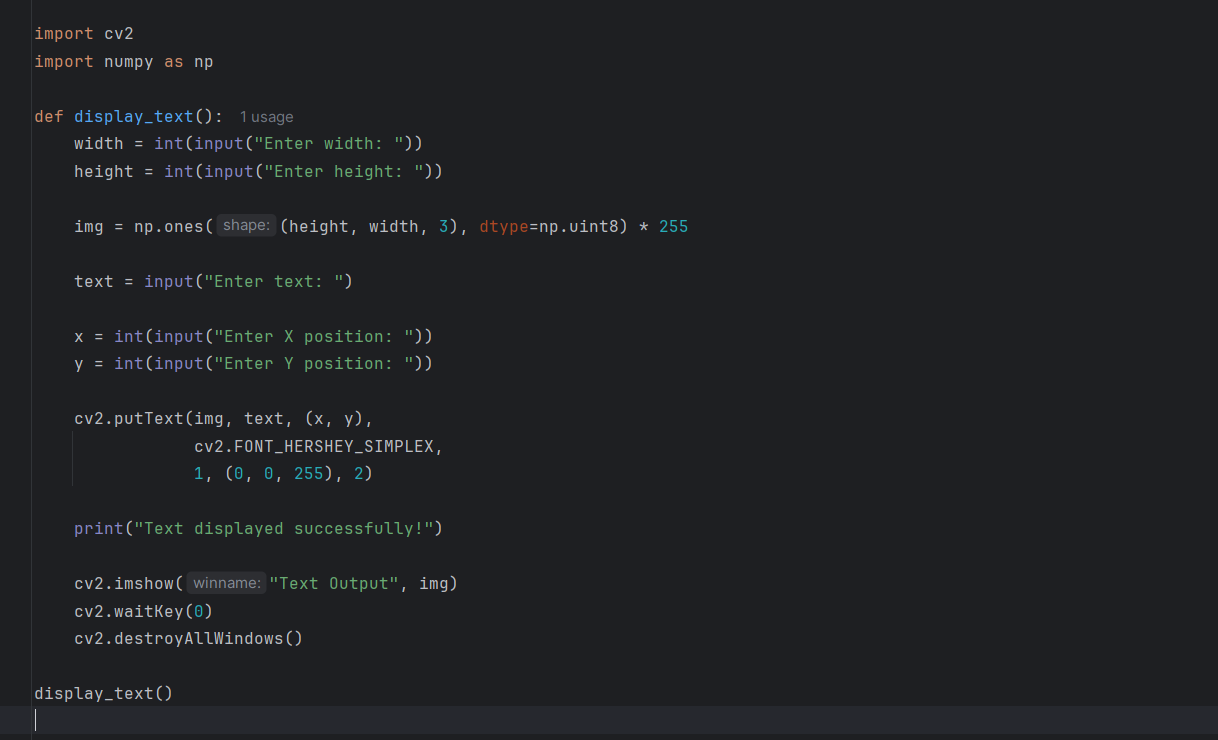 import cv2
import numpy as np
def display_text(): 1 usage
    width = int(input("Enter width: "))
    height = int(input("Enter height: "))
    img = np.ones( shape: (height, width, 3), dtype=np.uint8) * 255
    text = input("Enter text: ")
    x = int(input("Enter X position: "))
    y = int(input("Enter Y position: "))
    cv2.putText(img, text, (x, y),
                cv2.FONT_HERSHEY_SIMPLEX,
                1, (0, 0, 255), 2)
    print("Text displayed successfully!")
    cv2.imshow( winname: "Text Output", img)
    cv2.waitKey(0)
    cv2.destroyAllWindows()
display_text()